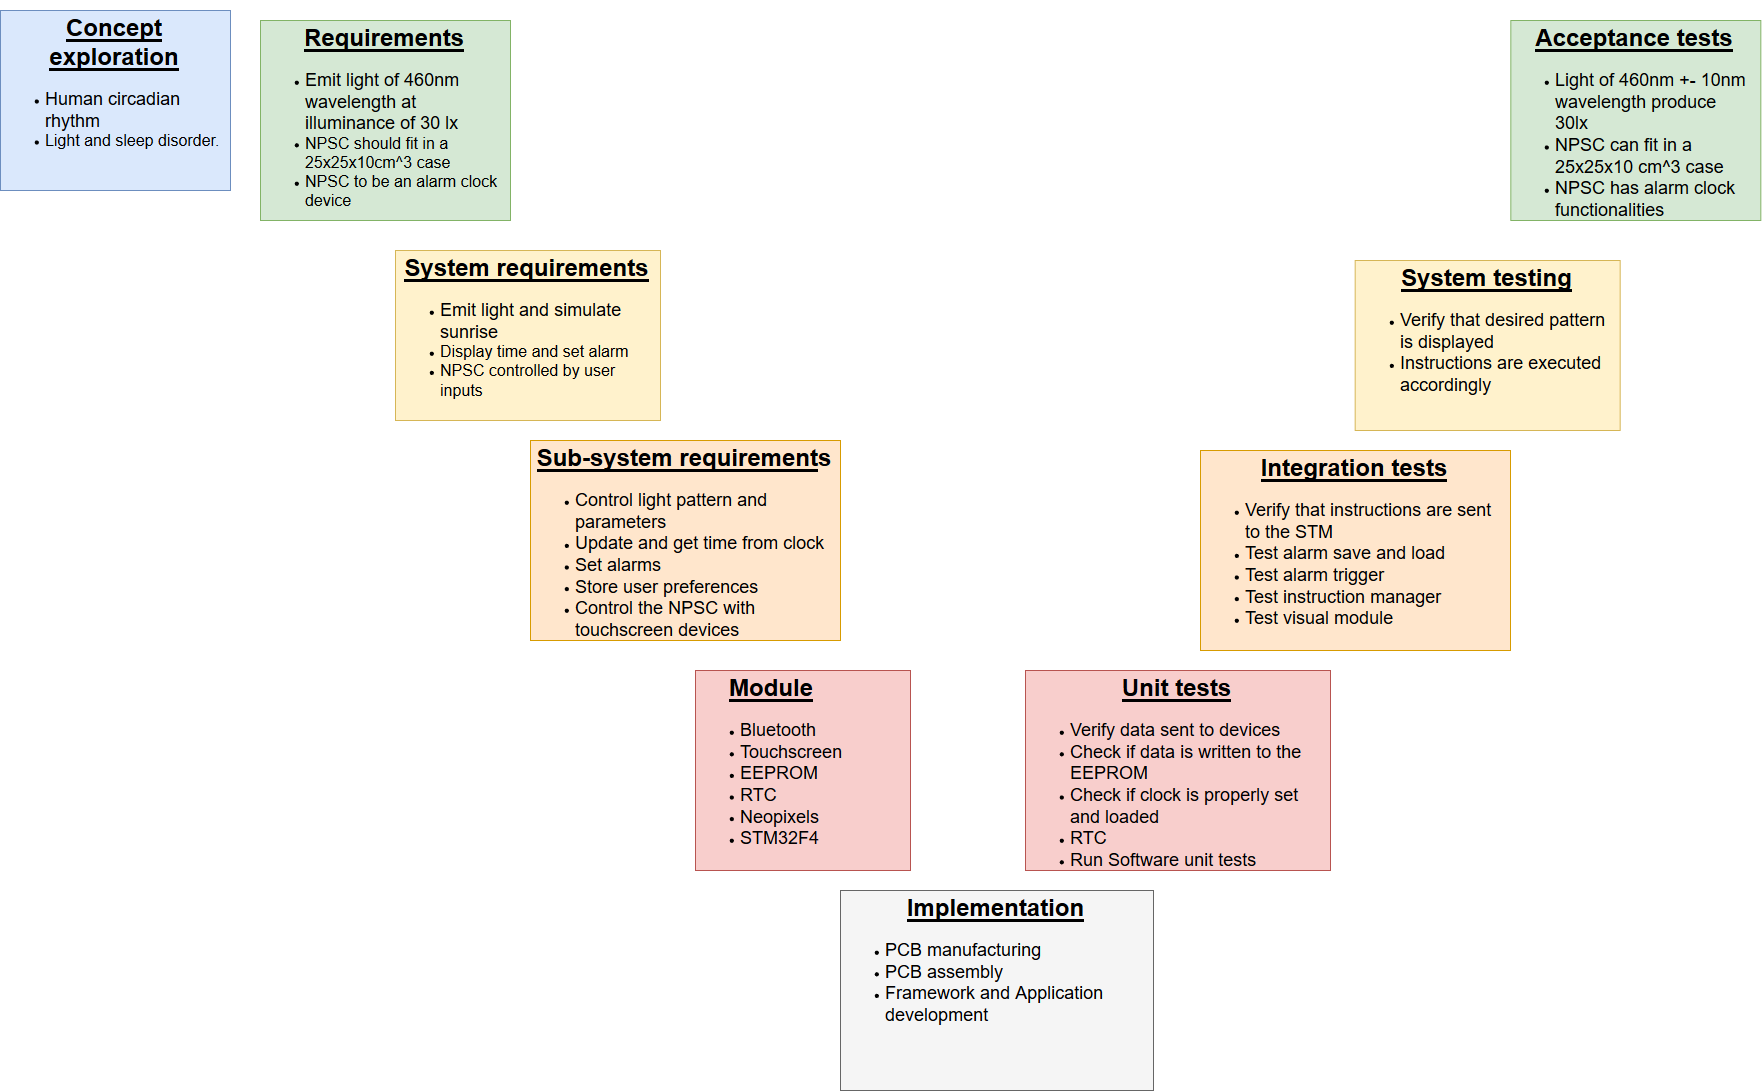 Concept
exploration
Human circadian
rhythm
Light and sleep disorder.
Requirements
Emit light of 460nm
wavelength at
illuminance of 30 lx
NPSC should fit in a
25x25x10cm^3 case
NPSC to be an alarm clock
device
Acceptance tests
Light of 460nm +- 10nm
wavelength produce
30lx
NPSC can fit in a
25x25x10 cm^3 case
NPSC has alarm clock
functionalities
System requirements
Emit light and simulate
sunrise
Display time and set alarm
NPSC controlled by user
inputs
System testing
Verify that desired pattern
is displayed
Instructions are executed
accordingly
Sub-system requirements
Control light pattern and
parameters
Update and get time from clock
Set alarms
Store user preferences
Control the NPSC with
touchscreen devices
Integration tests
Verify that instructions are sent
to the STM
Test alarm save and load
Test alarm trigger
Test instruction manager
Test visual module
Module
Bluetooth
Touchscreen
EEPROM
RTC
Neopixels
STM32F4
Unit tests
Verify data sent to devices
Check if data is written to the
EEPROM
Check if clock is properly set
and loaded
RTC
Run Software unit tests
Implementation
PCB manufacturing
PCB assembly
Framework and Application
development